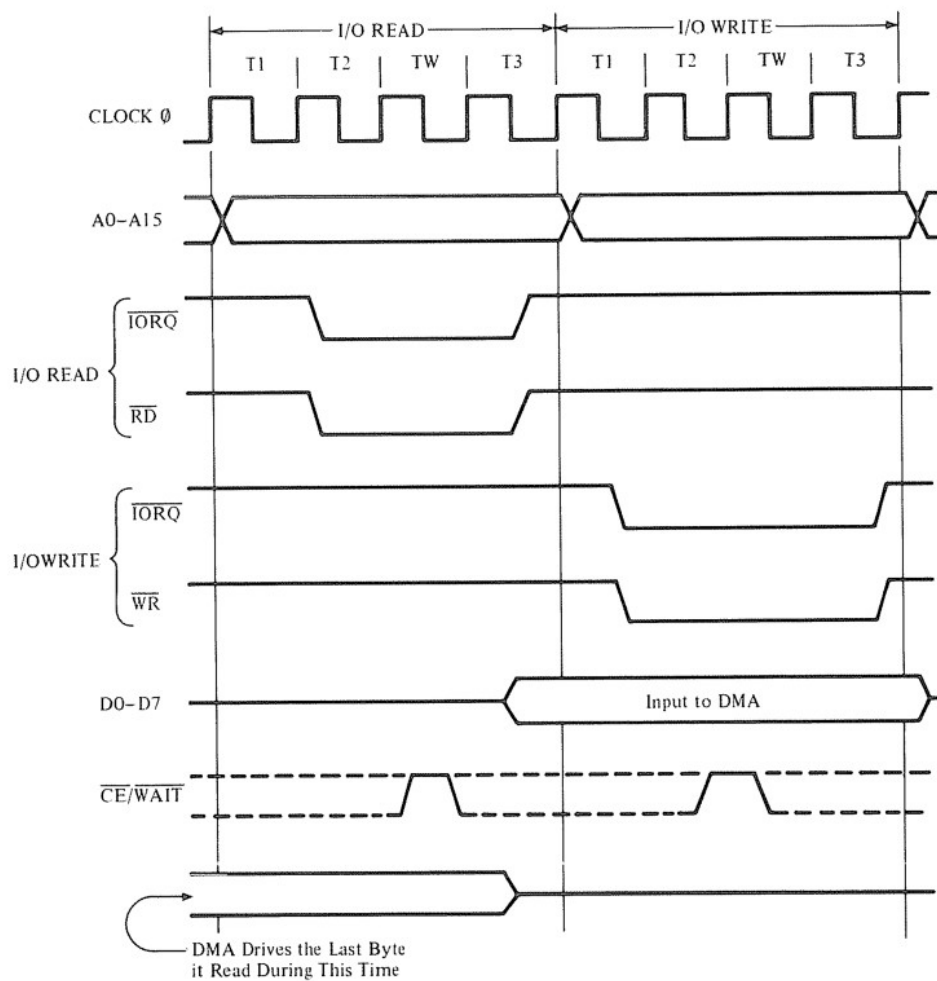 I/O READ I/O WRITE
T1 T2 TW T3 T1 T2 TW T3
CLOCK Ø
A0-A15
I/O READ
IORQ
RD
I/OWRITE
IORQ
WR
D0-D7 Input to DMA
CE/WAIT
DMA Drives the Last Byte
it Read During This Time